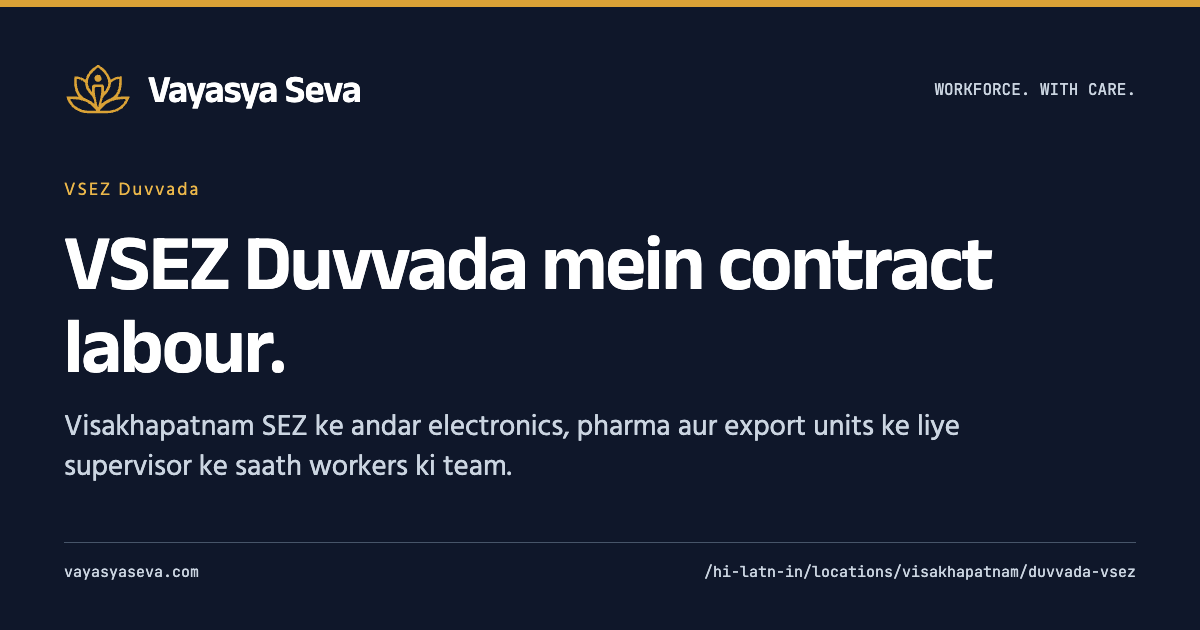 Vayasya Seva
WORKFORCE. WITH CARE.
VSEZ Duvvada
VSEZ Duvvada mein contract
labour.
Visakhapatnam SEZ ke andar electronics, pharma aur export units ke liye
supervisor ke saath workers ki team.
vayasyaseva.com
/hi-latn-in/locations/visakhapatnam/duvvada-vsez